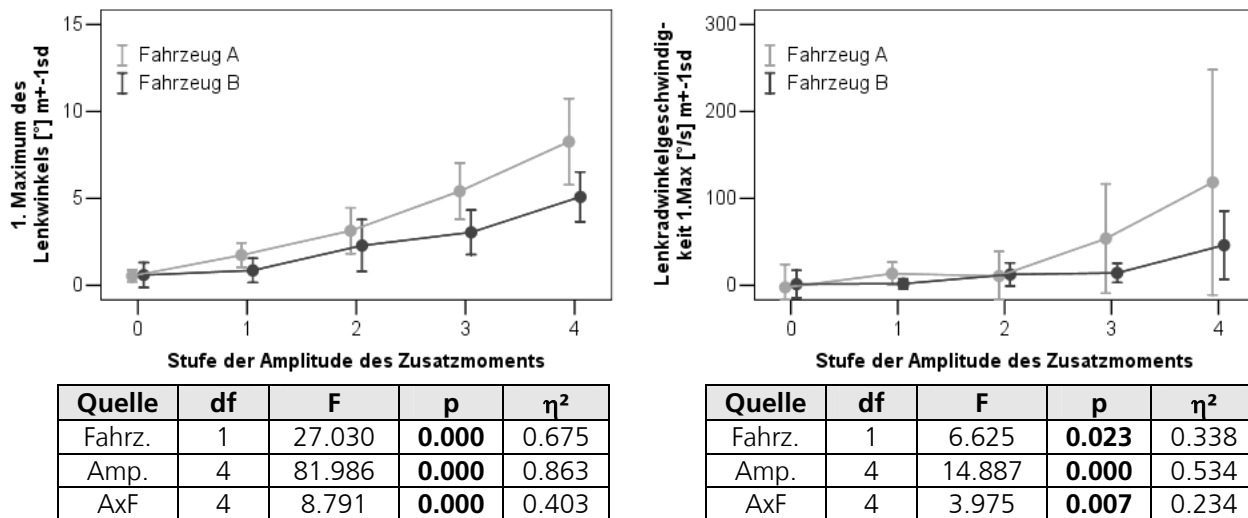 1. Maximum des
Lenkwinkels [°] m+-1sd
15
10
5
0
Fahrzeug A
Fahrzeug B
0 1 2 3 4
Stufe der Amplitude des Zusatzmoments
Quelle df F p η²
Fahrz. 1 27.030 0.000 0.675
Amp. 4 81.986 0.000 0.863
AxF 4 8.791 0.000 0.403
Lenkradwinkelgeschwindig-
keit 1.Max [°/s] m+-1sd
300
200
100
0
Fahrzeug A
Fahrzeug B
0 1 2 3 4
Stufe der Amplitude des Zusatzmoments
Quelle df F p η²
Fahrz. 1 6.625 0.023 0.338
Amp. 4 14.887 0.000 0.534
AxF 4 3.975 0.007 0.234